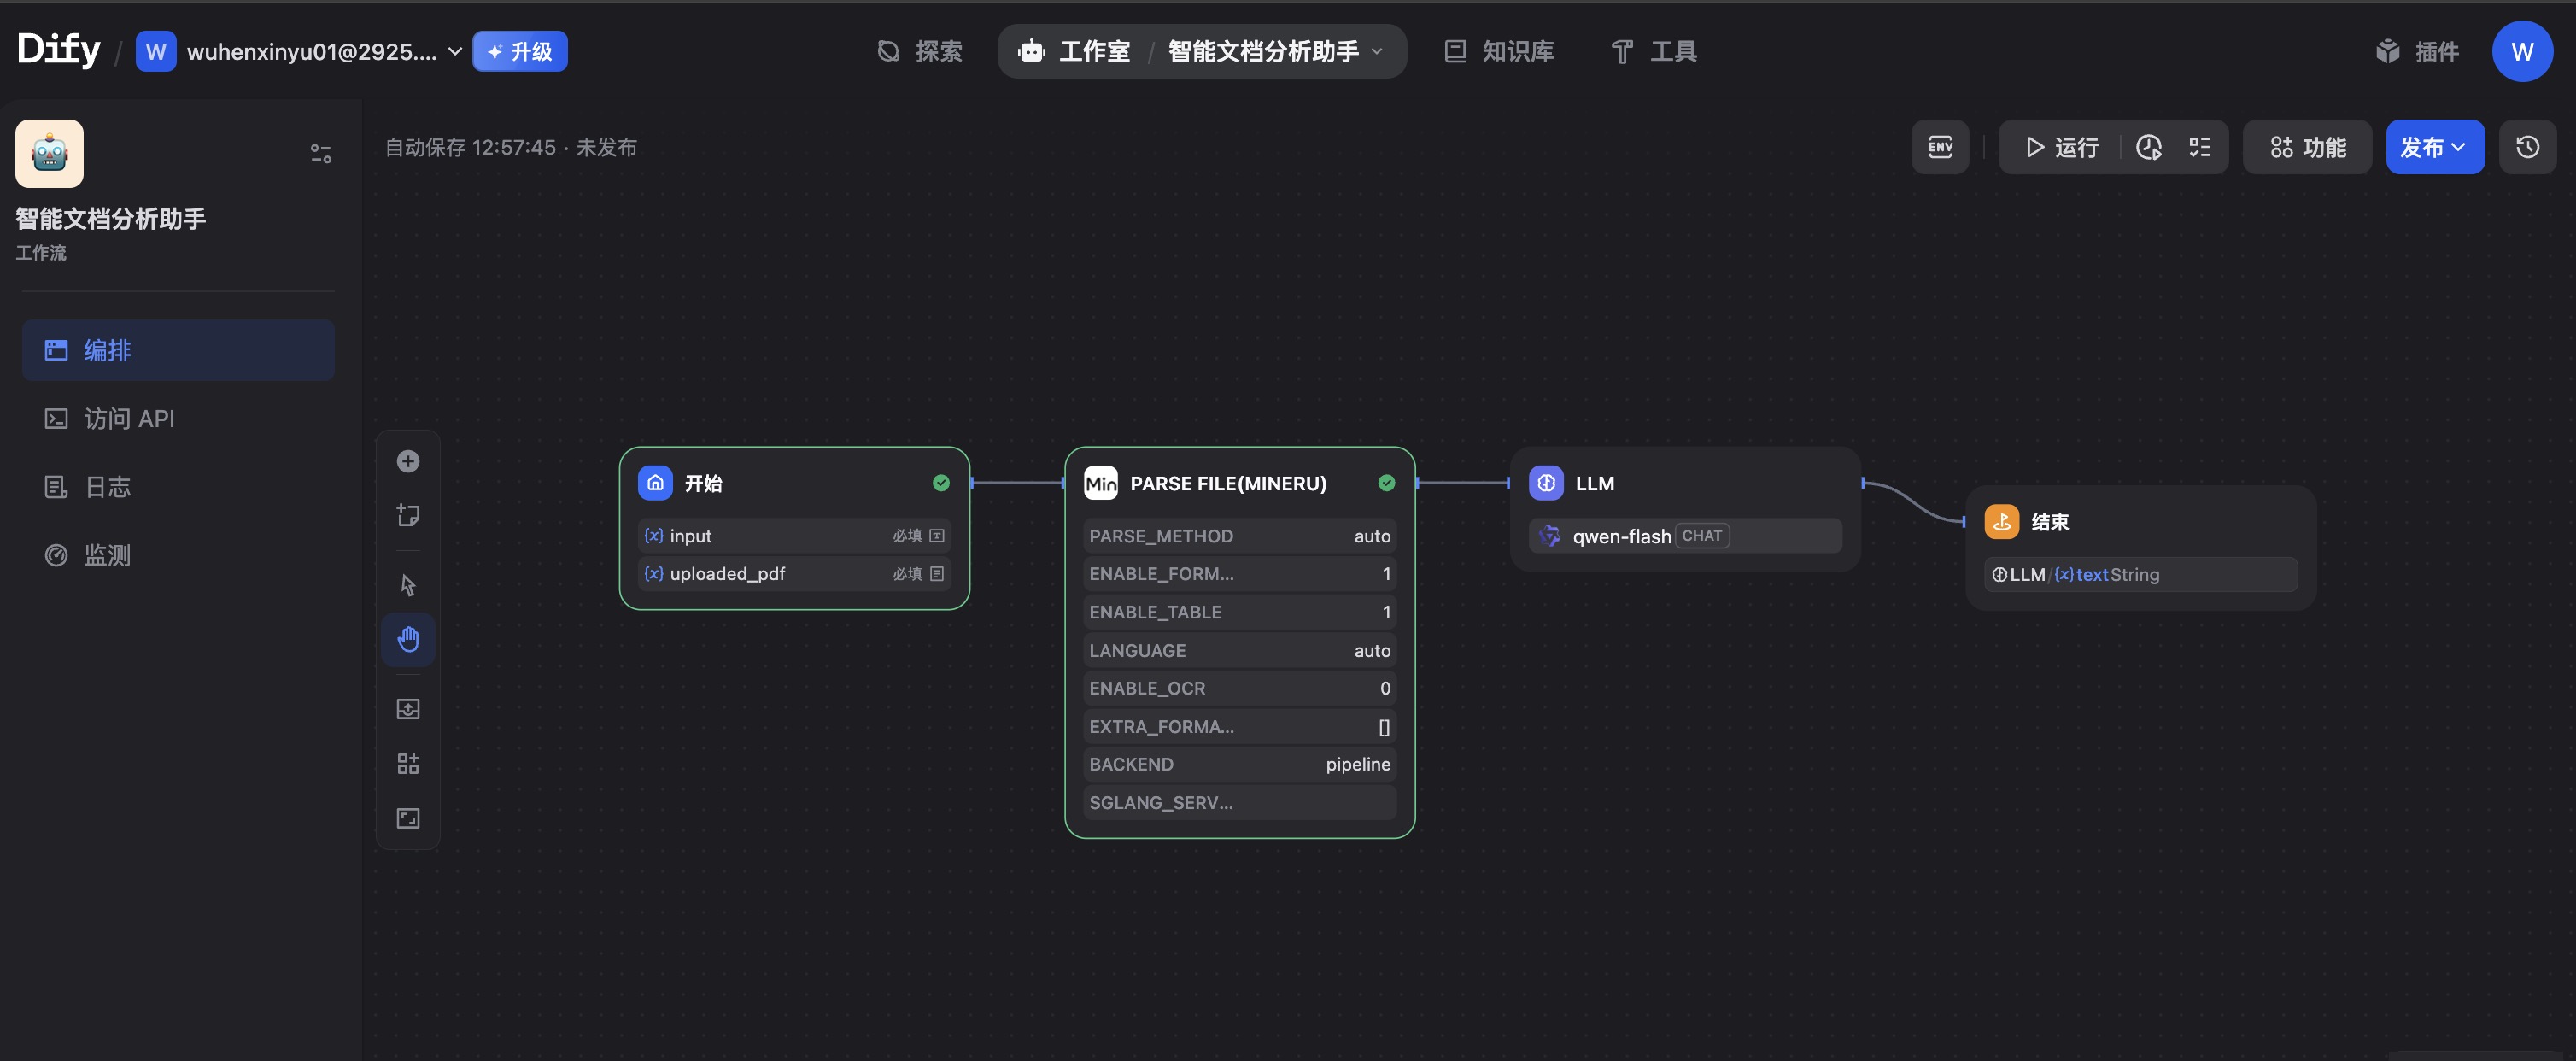 Dify / W wuhenxinyu01@2925.... 升级
探索
工作室 / 智能文档分析助手
知识库
工具
插件
W
智能文档分析助手
工作流
编排
访问 API
日志
监测
自动保存 12:57:45 · 未发布
ENV
运行
功能
发布
开始
{x} input 必填
{x} uploaded_pdf 必填
Min PARSE FILE(MINERU)
PARSE_METHOD auto
ENABLE_FORM... 1
ENABLE_TABLE 1
LANGUAGE auto
ENABLE_OCR 0
EXTRA_FORMA... []
BACKEND pipeline
SGLANG_SERV...
LLM
qwen-flash CHAT
结束
LLM/{x}textString